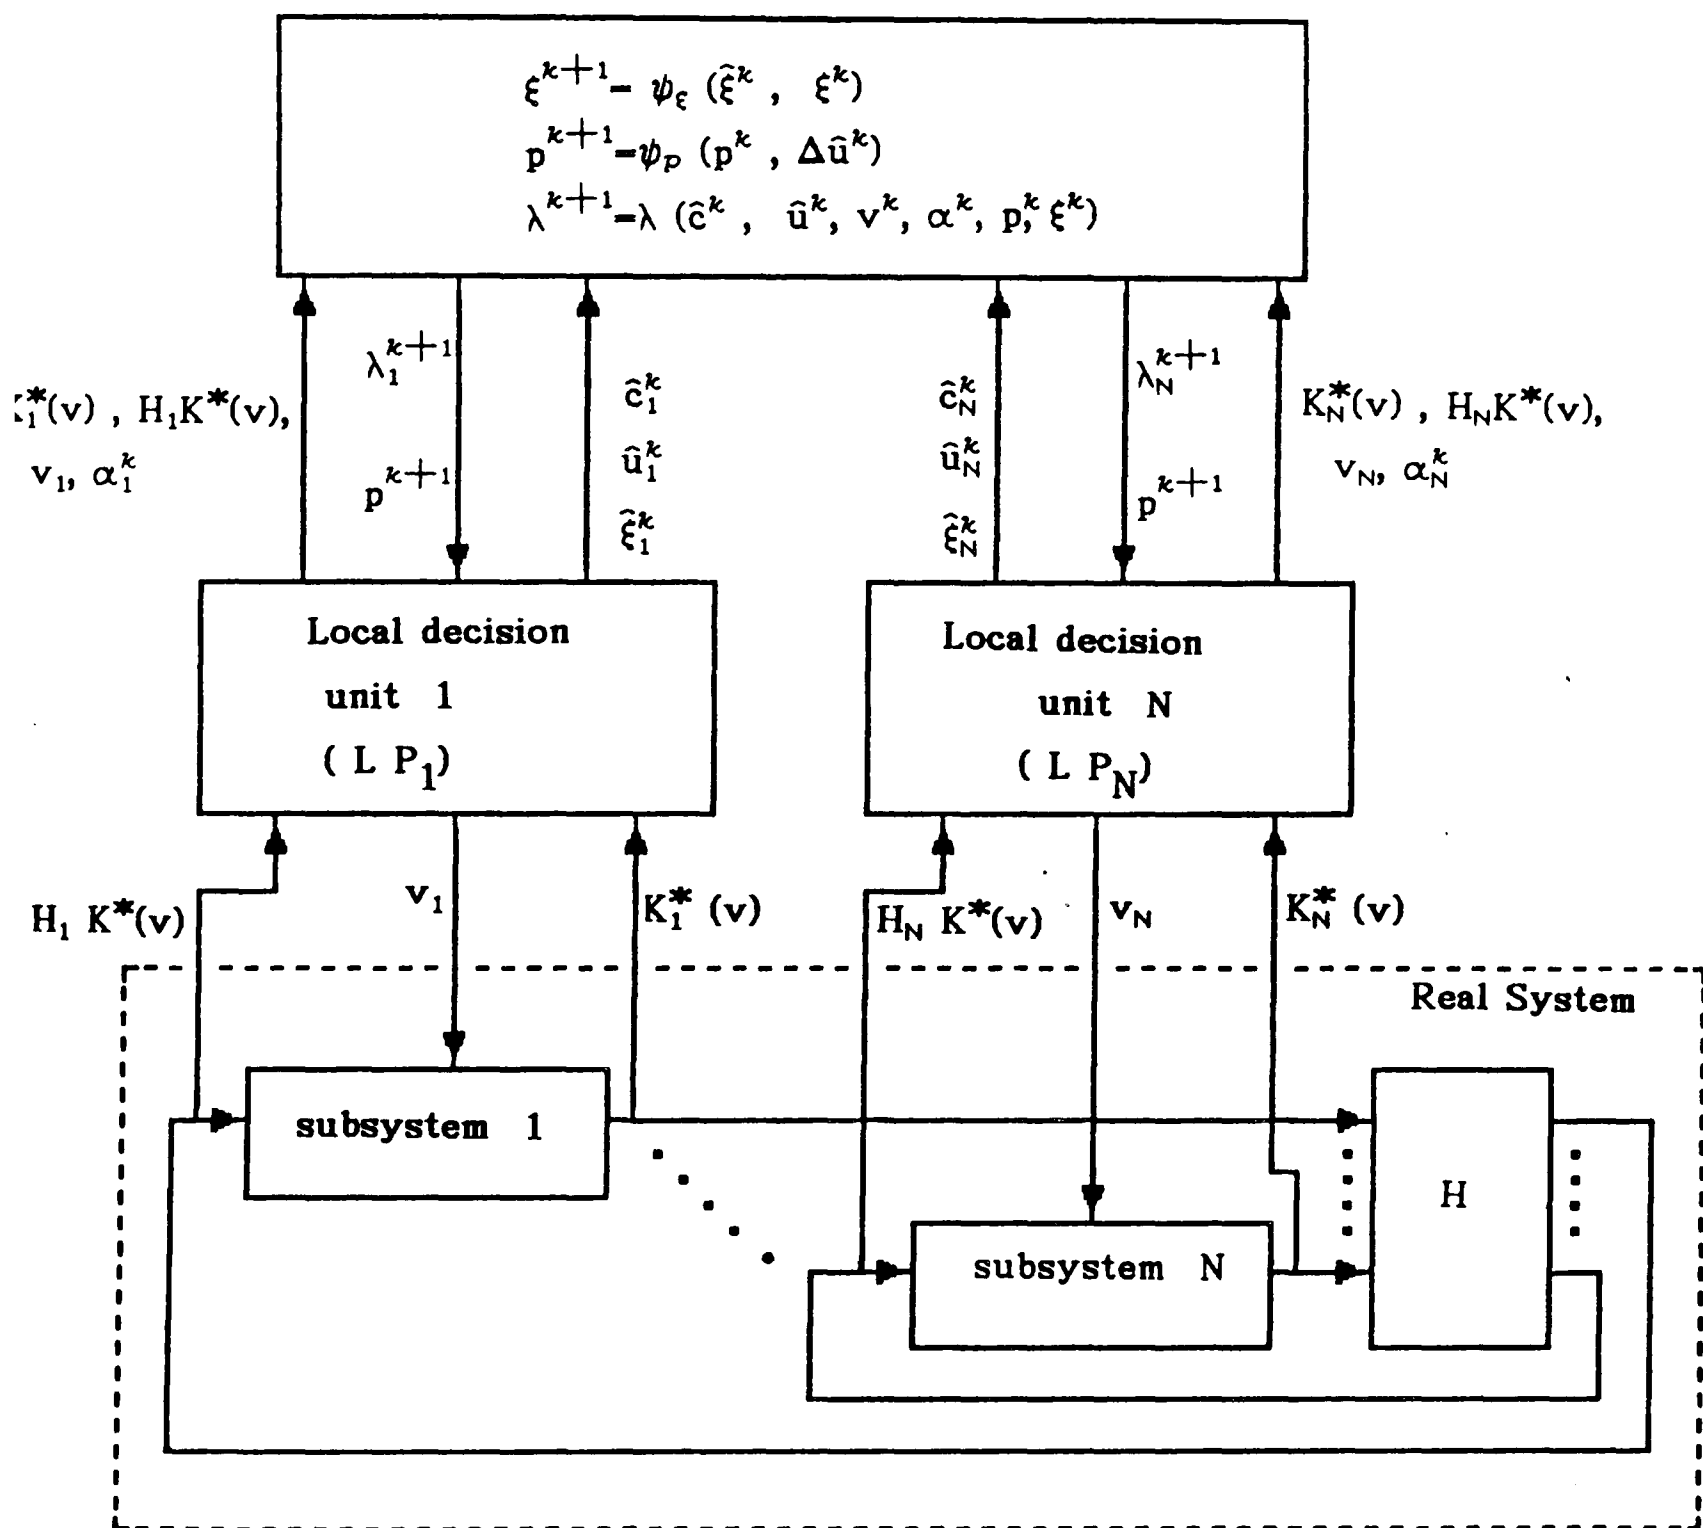 ξ^{k+1} = ψ_ξ (ξ̂^k , ξ^k)
p^{k+1} = ψ_p (p^k , Δû^k)
λ^{k+1} = λ (ĉ^k , û^k, v^k, α^k, p^k, ξ^k)
λ_1^{k+1}
p^{k+1}
ĉ_1^k
û_1^k
ξ̂_1^k
ĉ_N^k
û_N^k
ξ̂_N^k
λ_N^{k+1}
p^{k+1}
K_1^*(v) , H_1K^*(v),
v_1, α_1^k
K_N^*(v) , H_NK^*(v),
v_N, α_N^k
Local decision
unit 1
( L P_1)
Local decision
unit N
( L P_N)
H_1 K^*(v)
v_1
K_1^* (v)
H_N K^*(v)
v_N
K_N^* (v)
Real System
subsystem 1
subsystem N
H